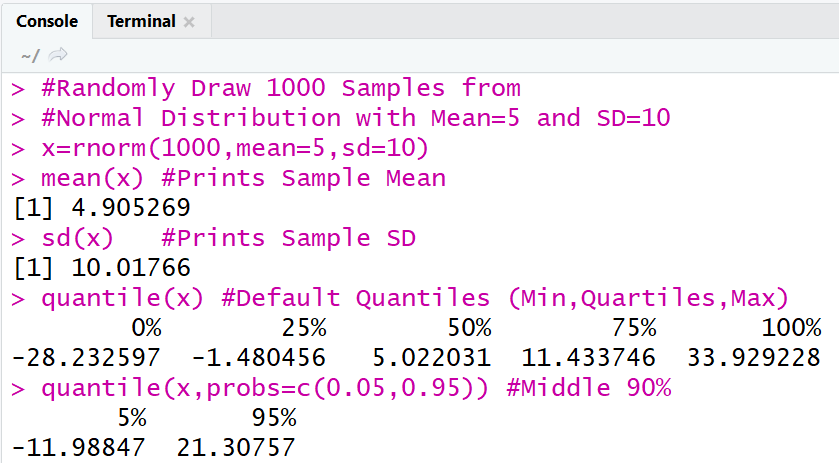 Console Terminal ×
~/
> #Randomly Draw 1000 Samples from
> #Normal Distribution with Mean=5 and SD=10
> x=rnorm(1000,mean=5,sd=10)
> mean(x) #Prints Sample Mean
[1] 4.905269
> sd(x)   #Prints Sample SD
[1] 10.01766
> quantile(x) #Default Quantiles (Min,Quartiles,Max)
        0%        25%        50%        75%       100%
-28.232597  -1.480456   5.022031  11.433746  33.929228
> quantile(x,probs=c(0.05,0.95)) #Middle 90%
       5%       95%
-11.98847  21.30757